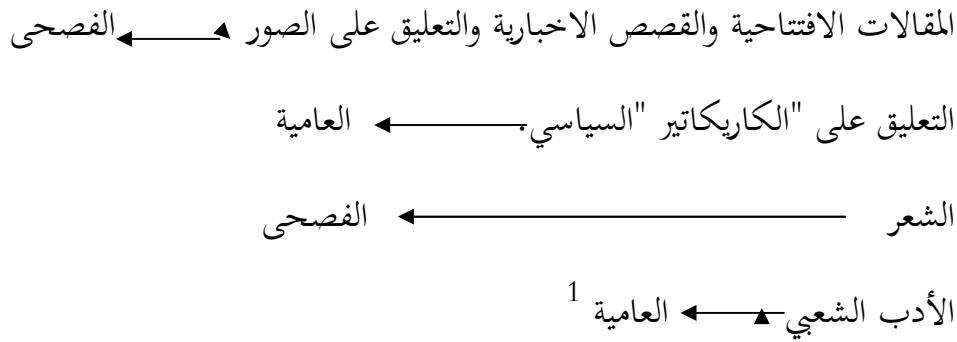 المقالات الافتتاحية والقصص الاخبارية والتعليق على الصور الفصحى
التعليق على "الكاريكاتير "السياسي. العامية
الشعر الفصحى
الأدب الشعبي العامية 1